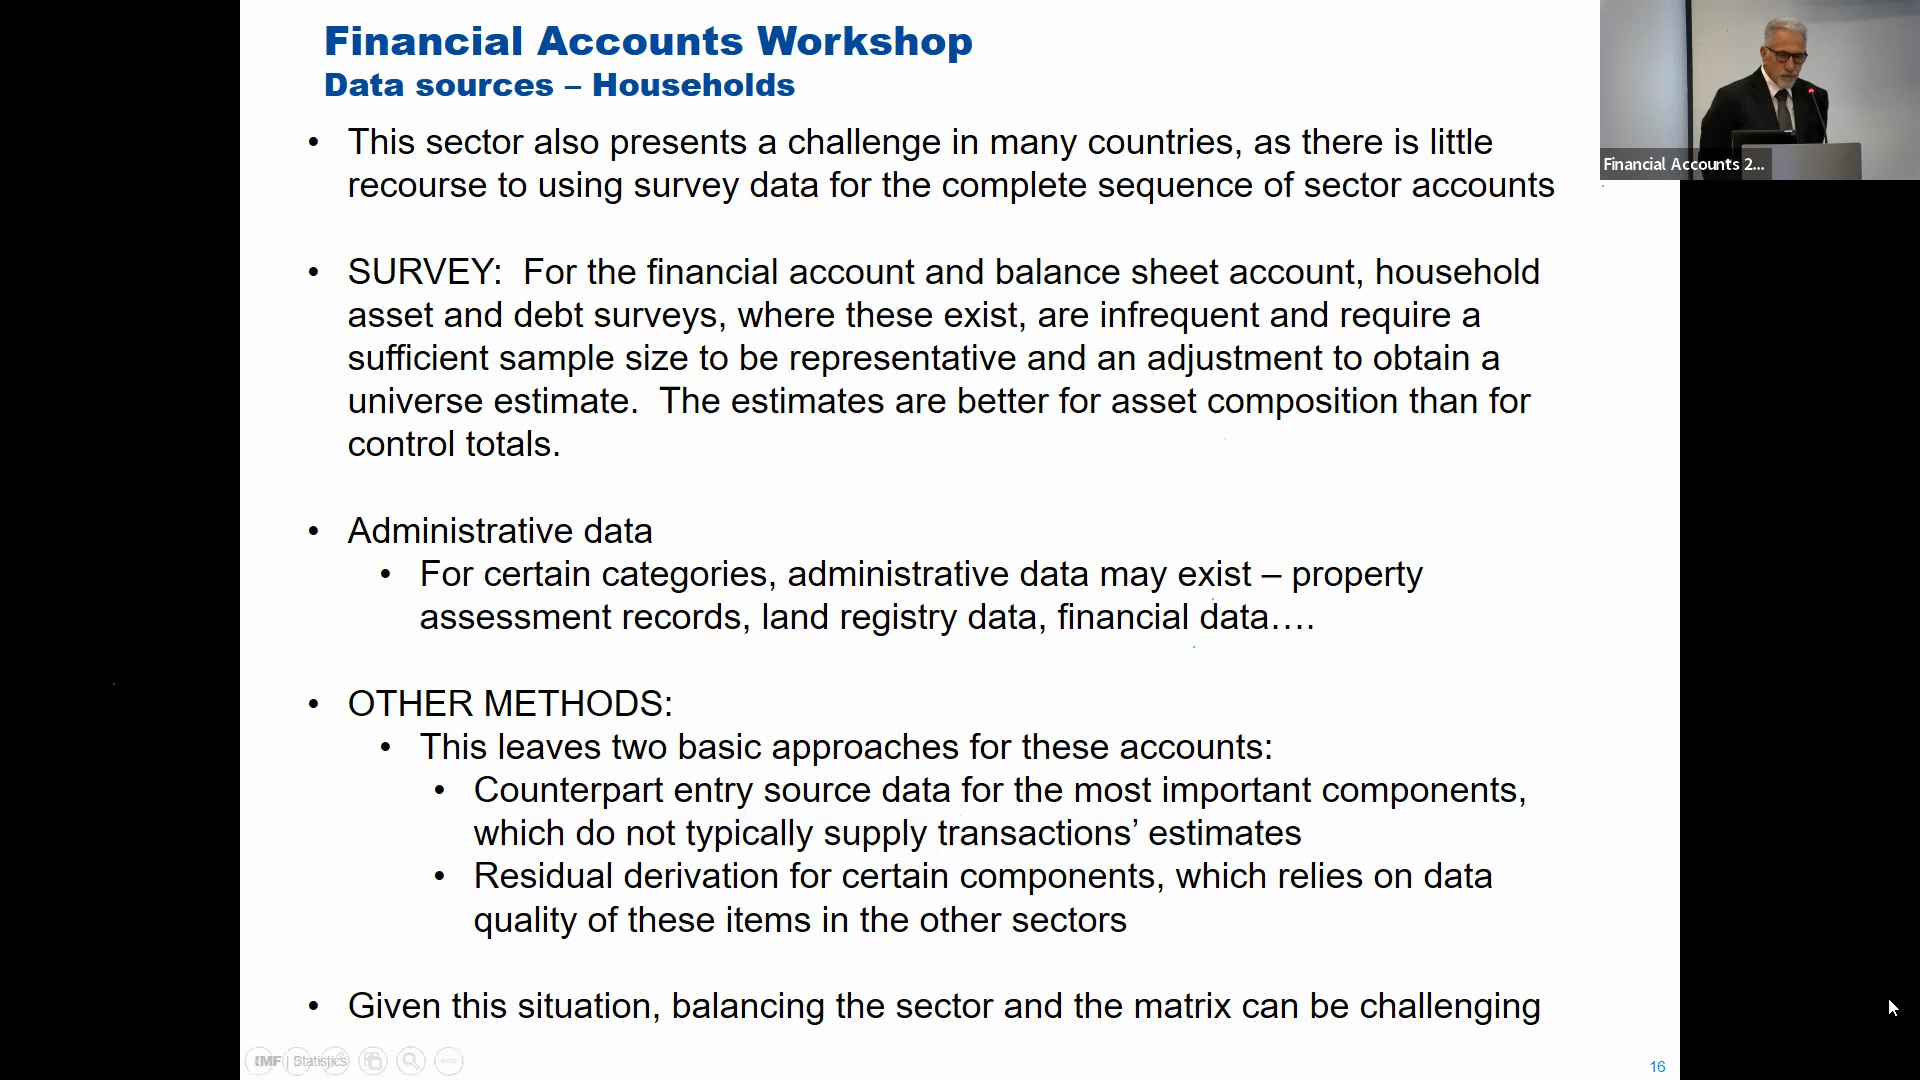 Financial Accounts Workshop
Data sources – Households
• This sector also presents a challenge in many countries, as there is little
recourse to using survey data for the complete sequence of sector accounts
• SURVEY:  For the financial account and balance sheet account, household
asset and debt surveys, where these exist, are infrequent and require a
sufficient sample size to be representative and an adjustment to obtain a
universe estimate.  The estimates are better for asset composition than for
control totals.
• Administrative data
• For certain categories, administrative data may exist – property
assessment records, land registry data, financial data….
• OTHER METHODS:
• This leaves two basic approaches for these accounts:
• Counterpart entry source data for the most important components,
which do not typically supply transactions’ estimates
• Residual derivation for certain components, which relies on data
quality of these items in the other sectors
• Given this situation, balancing the sector and the matrix can be challenging
IMF | Statistics
16
Financial Accounts 2...